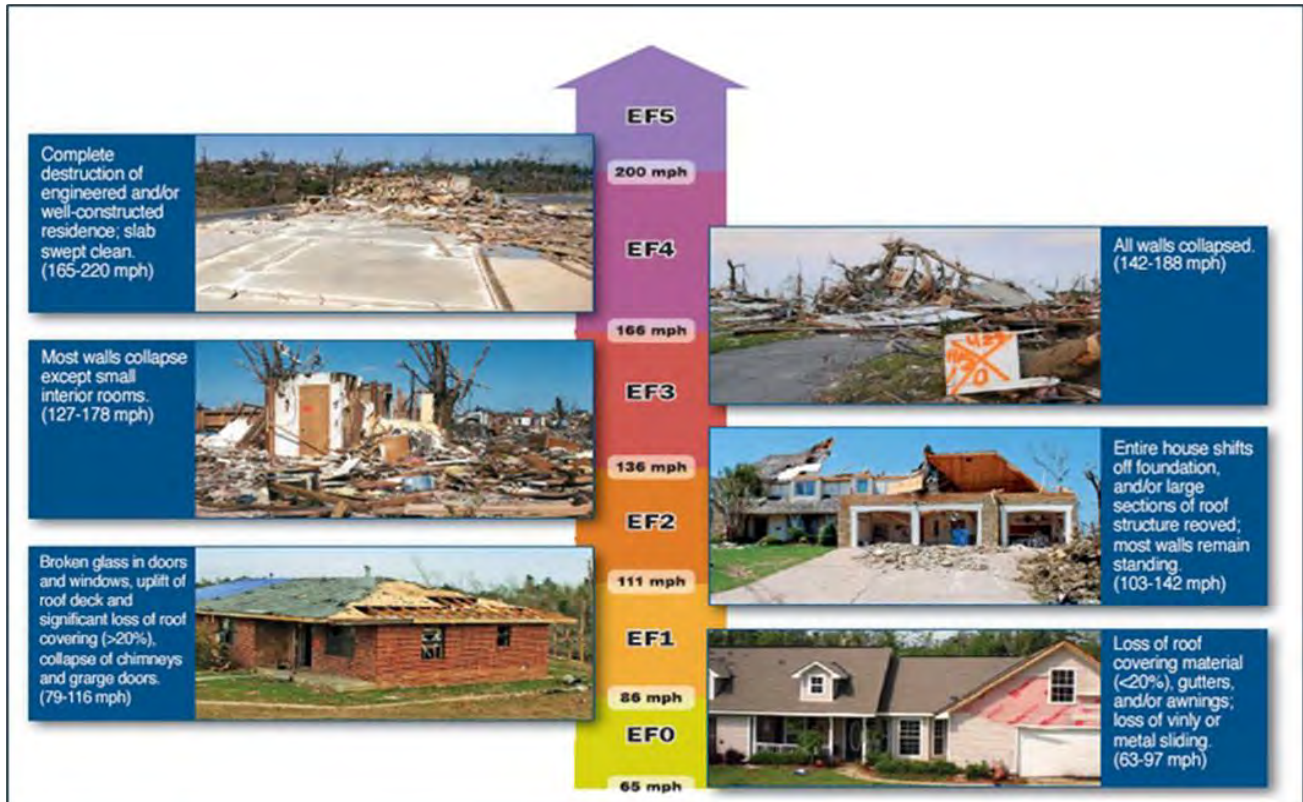 EF5
200 mph
EF4
166 mph
EF3
136 mph
EF2
111 mph
EF1
86 mph
EF0
65 mph
Complete
destruction of
engineered and/or
well-constructed
residence; slab
swept clean.
(165-220 mph)
All walls collapsed.
(142-188 mph)
Most walls collapse
except small
interior rooms.
(127-178 mph)
Entire house shifts
off foundation,
and/or large
sections of roof
structure reoved;
most walls remain
standing.
(103-142 mph)
Broken glass in doors
and windows, uplift of
roof deck and
significant loss of roof
covering (>20%),
collapse of chimneys
and grarge doors.
(79-116 mph)
Loss of roof
covering material
(<20%), gutters,
and/or awnings;
loss of vinly or
metal sliding.
(63-97 mph)